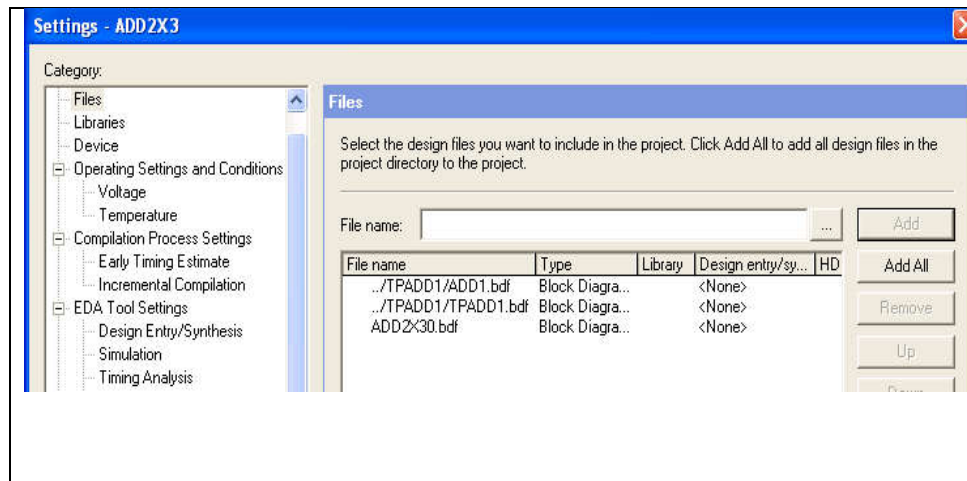 Settings - ADD2X3
Category:
Files
Libraries
Device
Operating Settings and Conditions
Voltage
Temperature
Compilation Process Settings
Early Timing Estimate
Incremental Compilation
EDA Tool Settings
Design Entry/Synthesis
Simulation
Timing Analysis
Files
Select the design files you want to include in the project. Click Add All to add all design files in the
project directory to the project.
File name: ... Add
File name Type Library Design entry/sy... HD Add All
../TPADD1/ADD1.bdf Block Diagra... <None>
../TPADD1/TPADD1.bdf Block Diagra... <None>
ADD2X30.bdf Block Diagra... <None>
Remove
Up